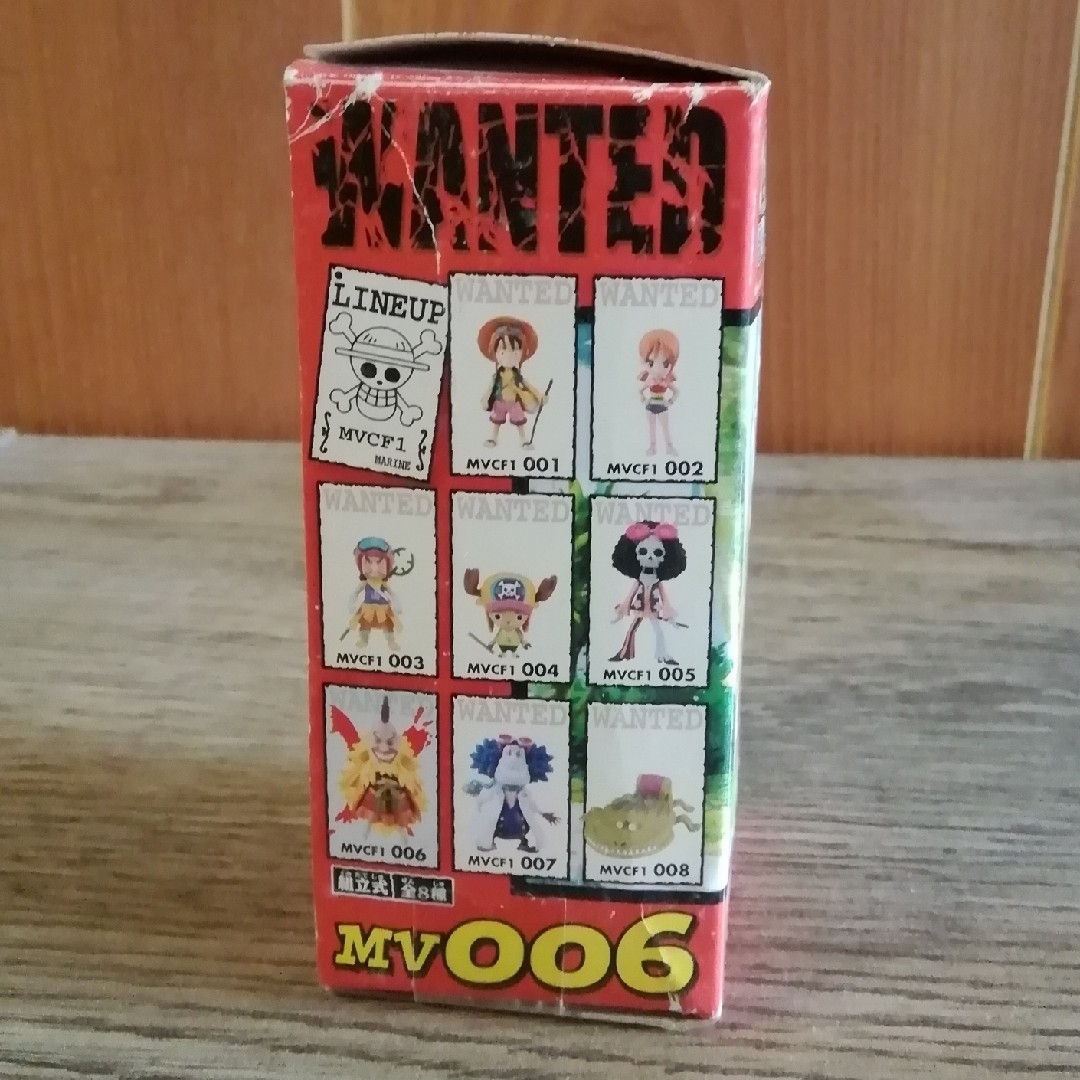 WANTED
LINEUP
MVCF1
MARINE
WANTED
MVCF1 001
WANTED
MVCF1 002
WANTED
MVCF1 003
WANTED
MVCF1 004
WANTED
MVCF1 005
WANTED
MVCF1 006
WANTED
MVCF1 007
WANTED
MVCF1 008
組立式 全8種
MV006